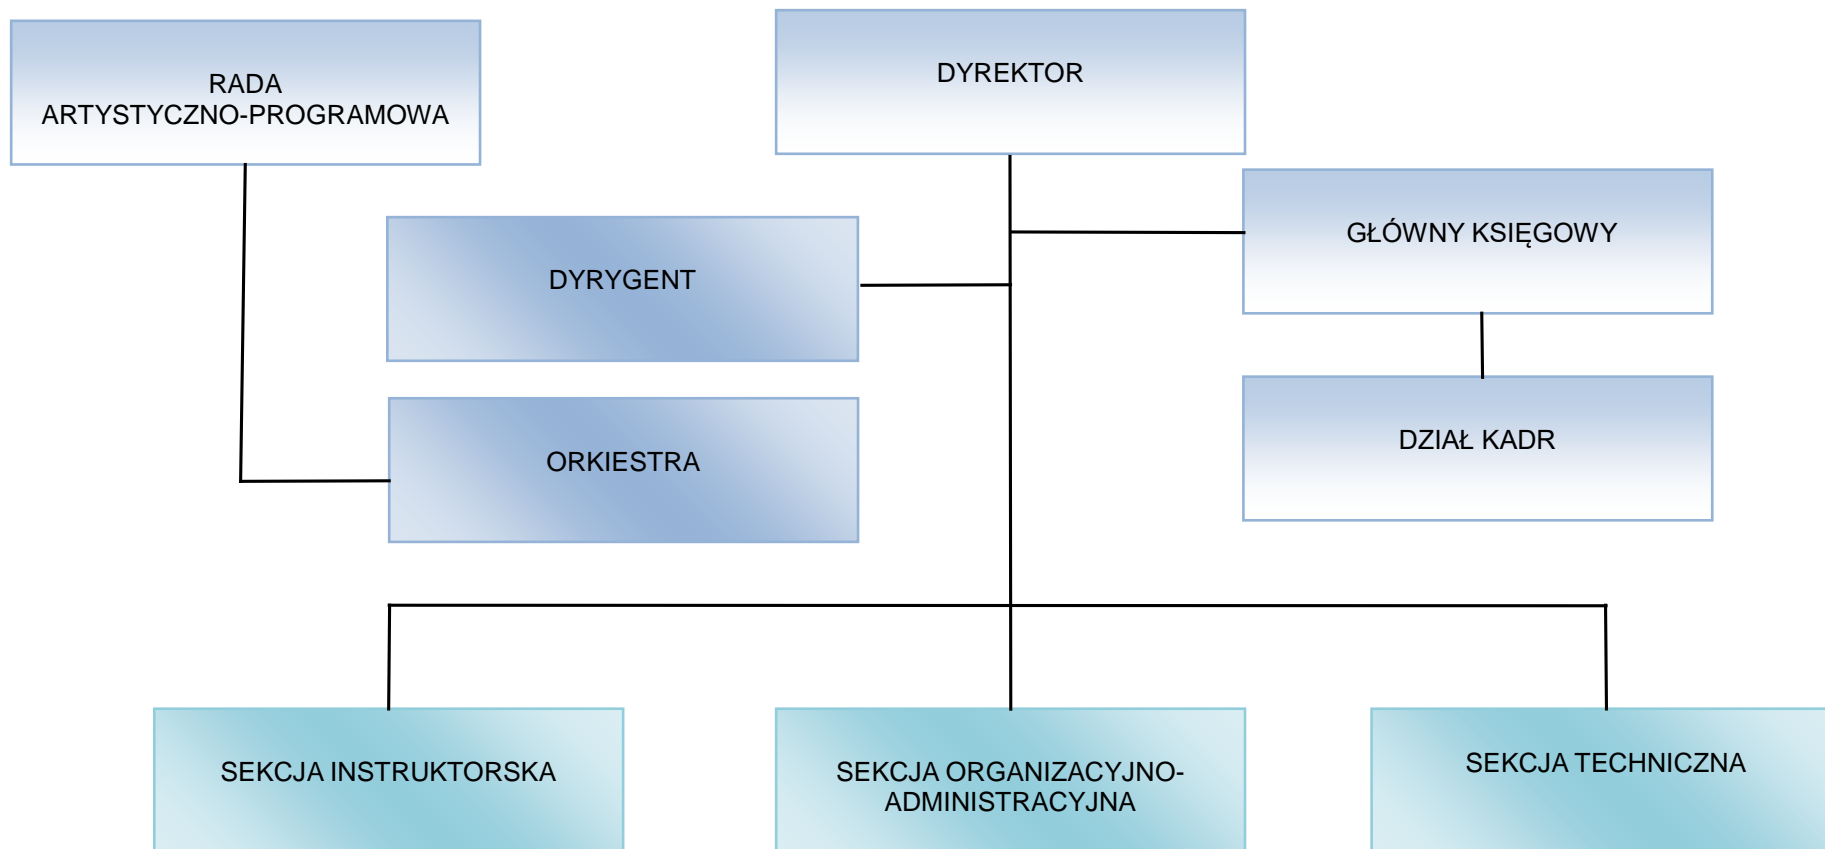 RADA
ARTYSTYCZNO-PROGRAMOWA
DYREKTOR
GŁÓWNY KSIĘGOWY
DYRYGENT
DZIAŁ KADR
ORKIESTRA
SEKCJA INSTRUKTORSKA
SEKCJA ORGANIZACYJNO-
ADMINISTRACYJNA
SEKCJA TECHNICZNA